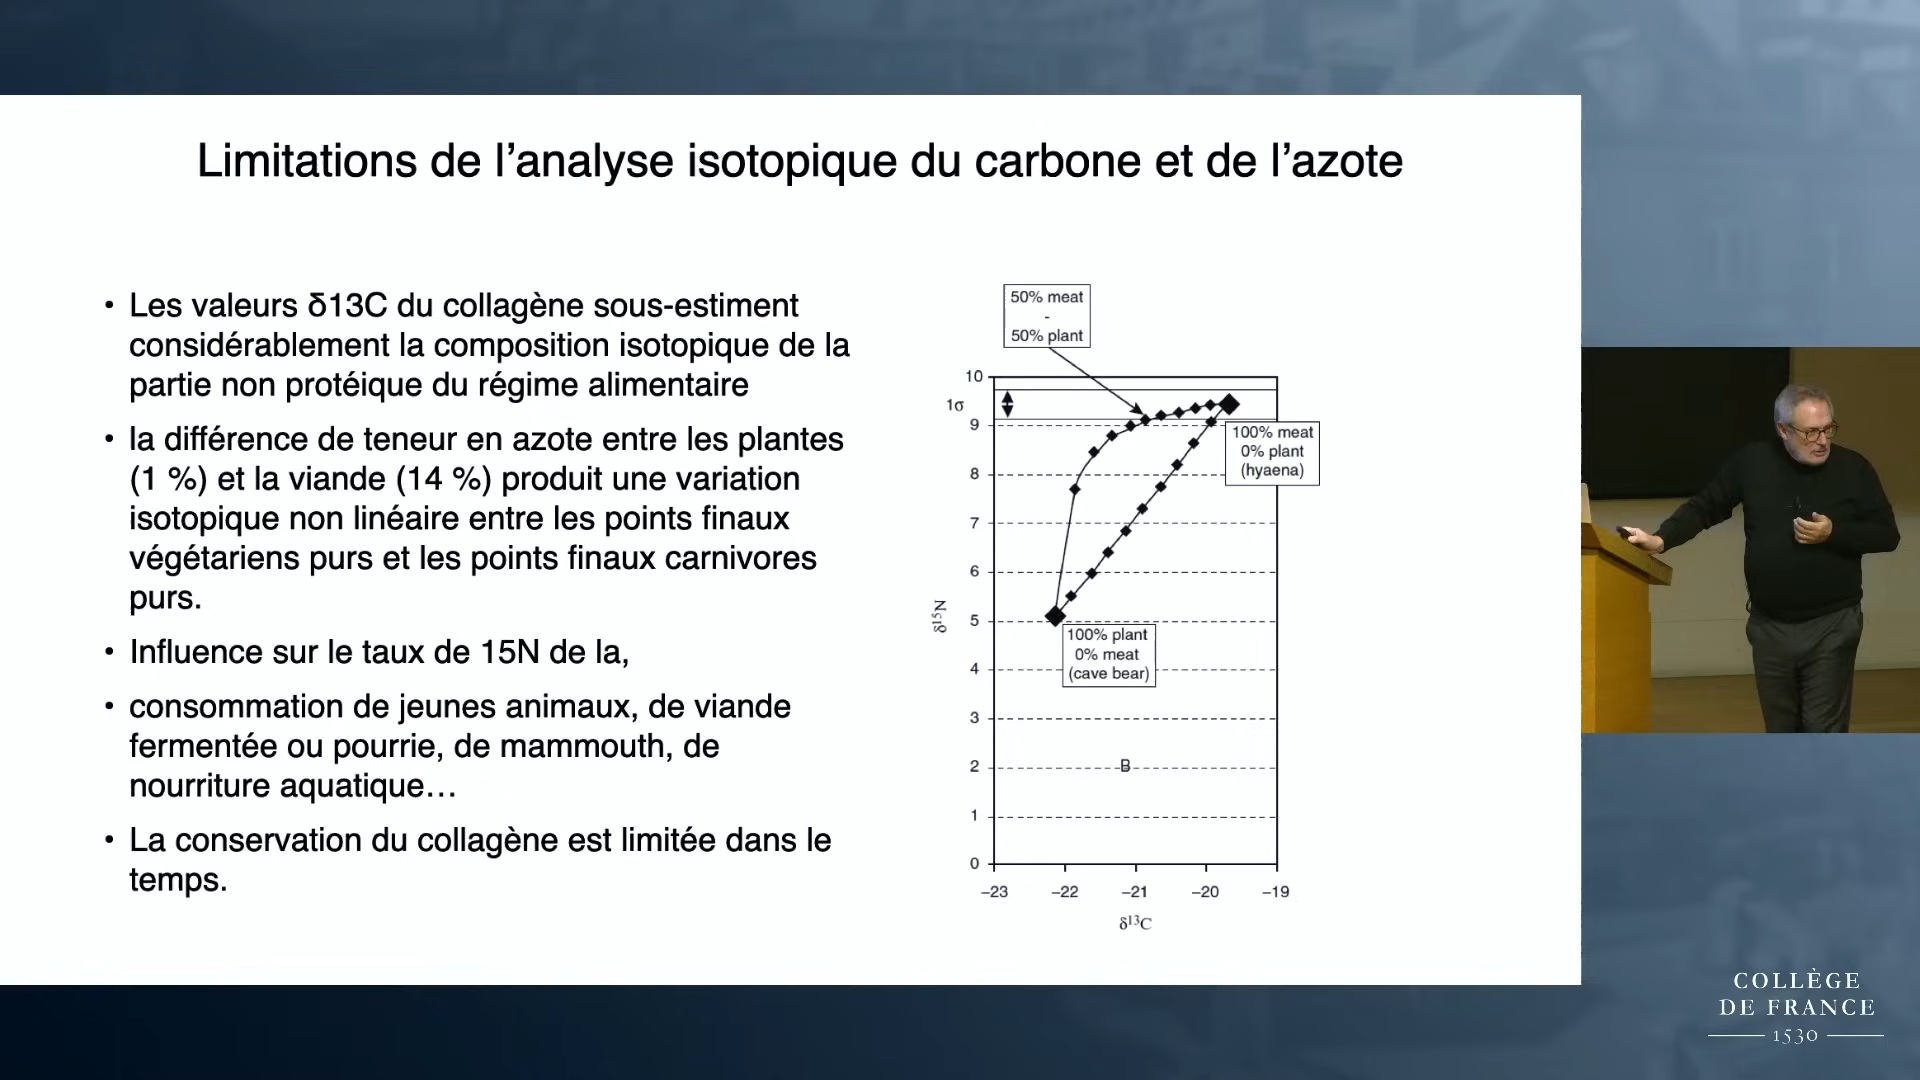 Limitations de l’analyse isotopique du carbone et de l’azote
• Les valeurs δ13C du collagène sous-estiment
considérablement la composition isotopique de la
partie non protéique du régime alimentaire
• la différence de teneur en azote entre les plantes
(1 %) et la viande (14 %) produit une variation
isotopique non linéaire entre les points finaux
végétariens purs et les points finaux carnivores
purs.
• Influence sur le taux de 15N de la,
• consommation de jeunes animaux, de viande
fermentée ou pourrie, de mammouth, de
nourriture aquatique…
• La conservation du collagène est limitée dans le
temps.
50% meat
-
50% plant
10
1σ
9
8
7
6
5
4
3
2
1
0
δ¹⁵N
100% meat
0% plant
(hyaena)
100% plant
0% meat
(cave bear)
B
–23 –22 –21 –20 –19
δ¹³C
COLLÈGE
DE FRANCE
1530